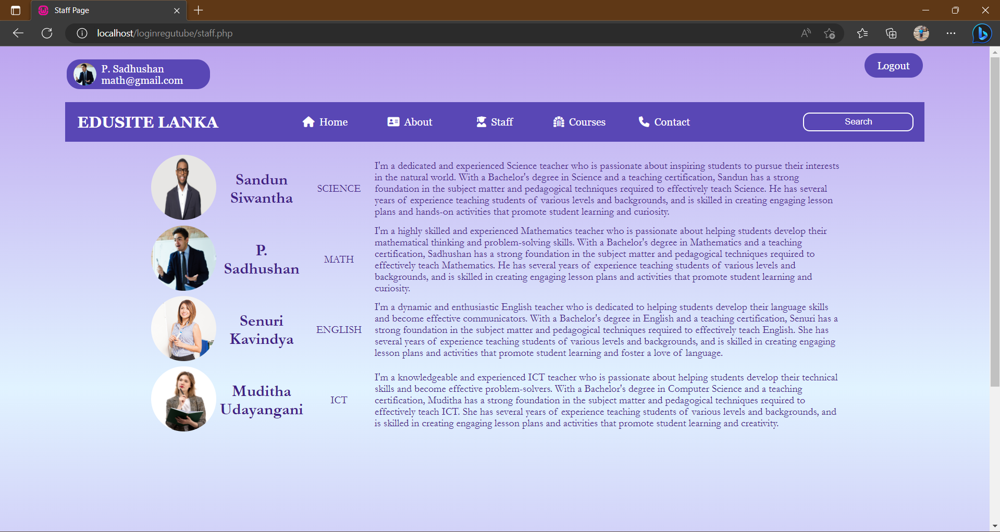 Staff Page
localhost/loginregutube/staff.php
P. Sadhushan
math@gmail.com
Logout
EDUSITE LANKA
Home
About
Staff
Courses
Contact
Search
Sandun
Siwantha
SCIENCE
I'm a dedicated and experienced Science teacher who is passionate about inspiring students to pursue their interests
in the natural world. With a Bachelor's degree in Science and a teaching certification, Sandun has a strong
foundation in the subject matter and pedagogical techniques required to effectively teach Science. He has several
years of experience teaching students of various levels and backgrounds, and is skilled in creating engaging lesson
plans and hands-on activities that promote student learning and curiosity.
P.
Sadhushan
MATH
I'm a highly skilled and experienced Mathematics teacher who is passionate about helping students develop their
mathematical thinking and problem-solving skills. With a Bachelor's degree in Mathematics and a teaching
certification, Sadhushan has a strong foundation in the subject matter and pedagogical techniques required to
effectively teach Mathematics. He has several years of experience teaching students of various levels and
backgrounds, and is skilled in creating engaging lesson plans and activities that promote student learning and
curiosity.
Senuri
Kavindya
ENGLISH
I'm a dynamic and enthusiastic English teacher who is dedicated to helping students develop their language skills
and become effective communicators. With a Bachelor's degree in English and a teaching certification, Senuri has a
strong foundation in the subject matter and pedagogical techniques required to effectively teach English. She has
several years of experience teaching students of various levels and backgrounds, and is skilled in creating engaging
lesson plans and activities that promote student learning and foster a love of language.
Muditha
Udayangani
ICT
I'm a knowledgeable and experienced ICT teacher who is passionate about helping students develop their technical
skills and become effective problem-solvers. With a Bachelor's degree in Computer Science and a teaching
certification, Muditha has a strong foundation in the subject matter and pedagogical techniques required to
effectively teach ICT. She has several years of experience teaching students of various levels and backgrounds, and
is skilled in creating engaging lesson plans and activities that promote student learning and creativity.